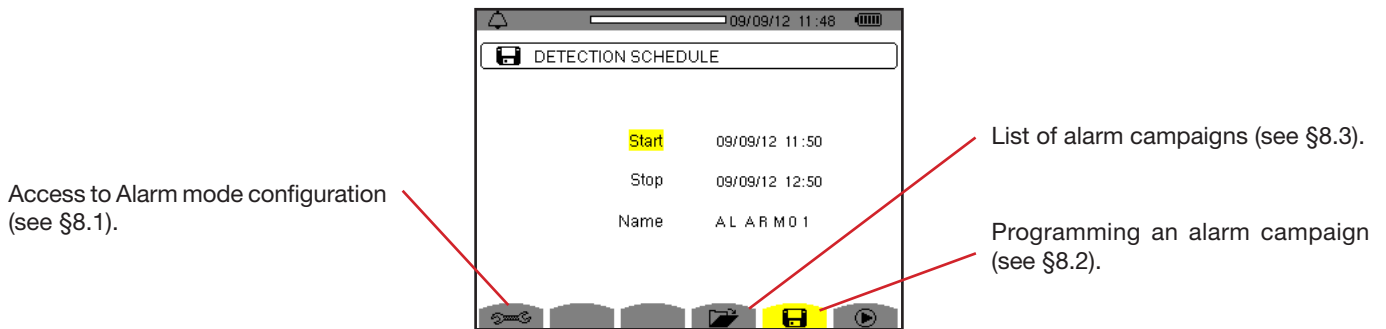 09/09/12 11:48
DETECTION SCHEDULE
Start 09/09/12 11:50
Stop 09/09/12 12:50
Name ALARM01
Access to Alarm mode configuration
(see §8.1).
List of alarm campaigns (see §8.3).
Programming an alarm campaign
(see §8.2).